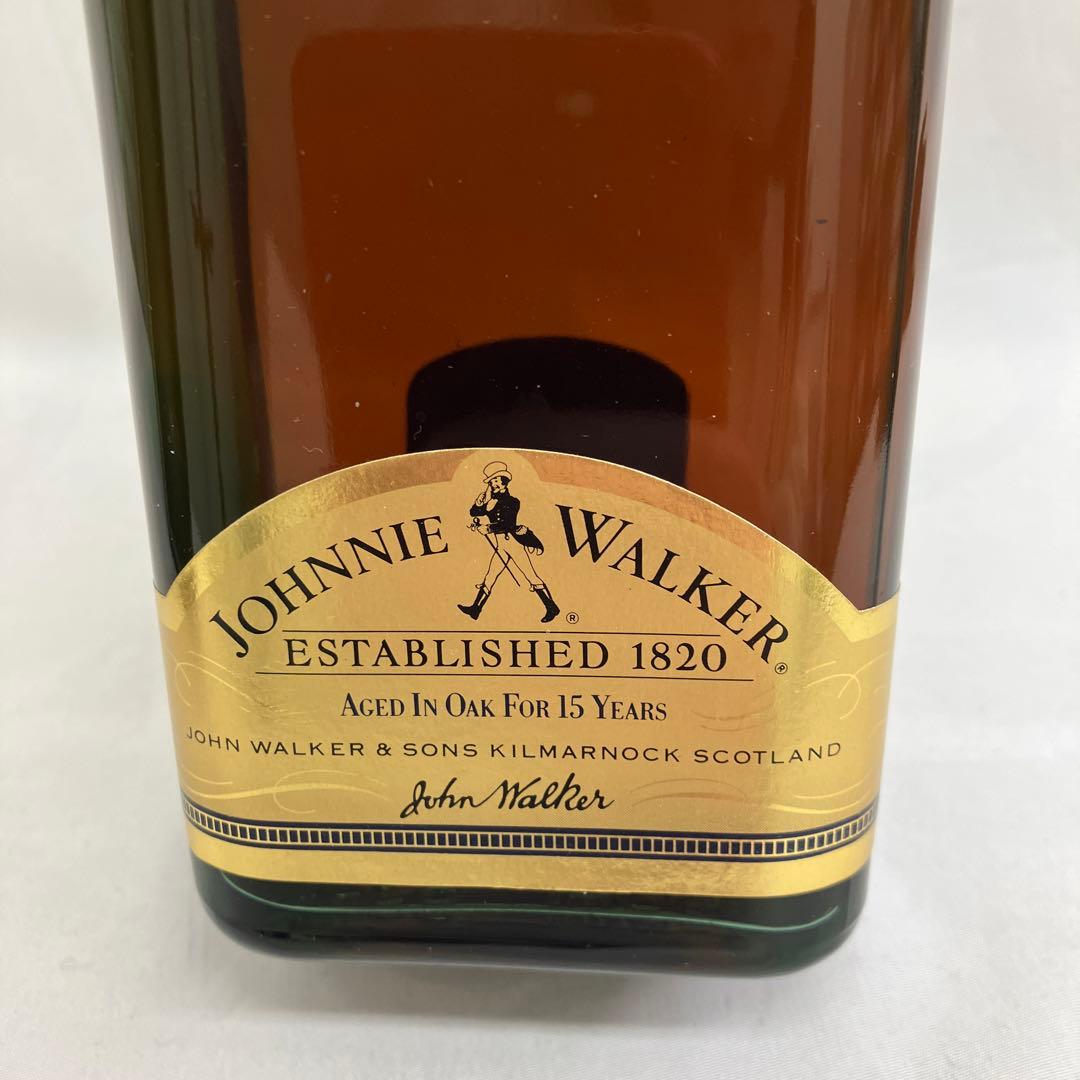 JOHNNIE WALKER®
®
ESTABLISHED 1820
AGED IN OAK FOR 15 YEARS
JOHN WALKER & SONS KILMARNOCK SCOTLAND
John Walker